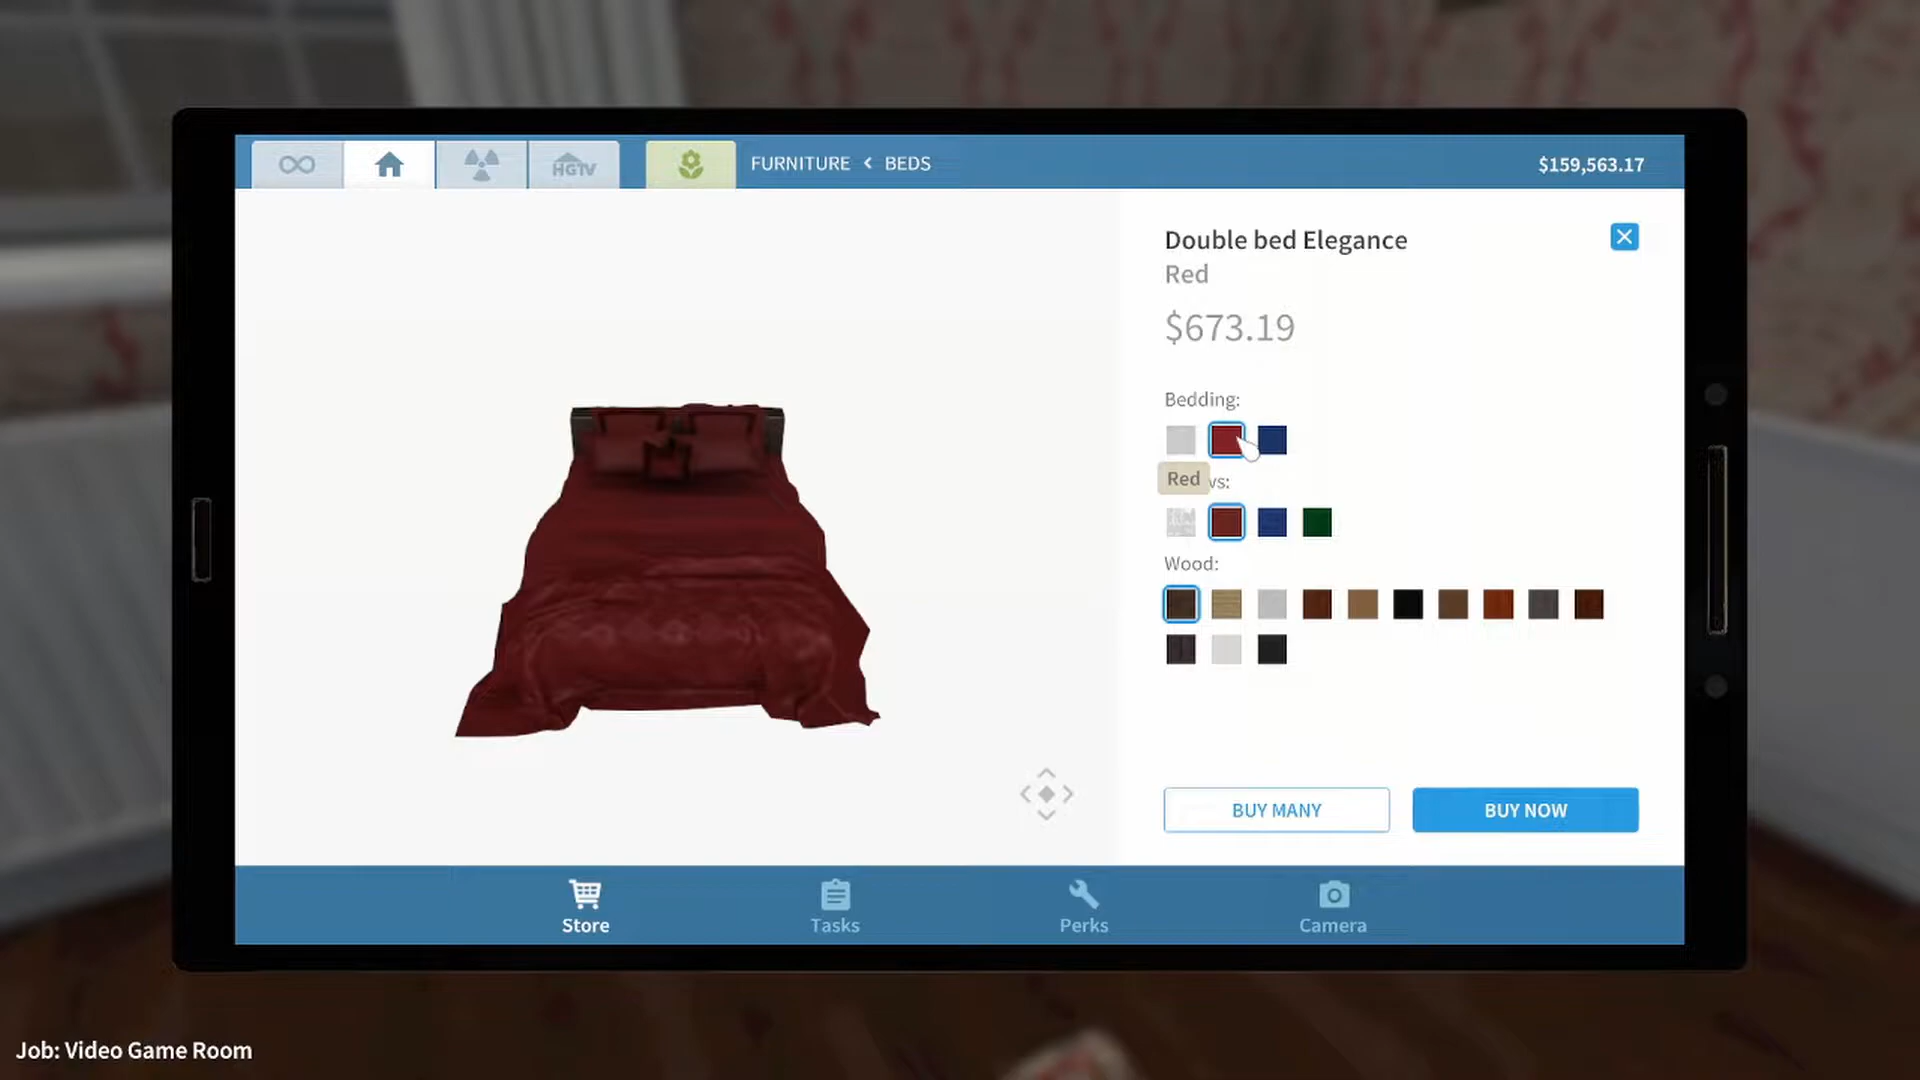 HGTV
FURNITURE < BEDS
$159,563.17
Double bed Elegance
Red
$673.19
Bedding:
Red
vs:
Wood:
BUY MANY
BUY NOW
Store
Tasks
Perks
Camera
Job: Video Game Room